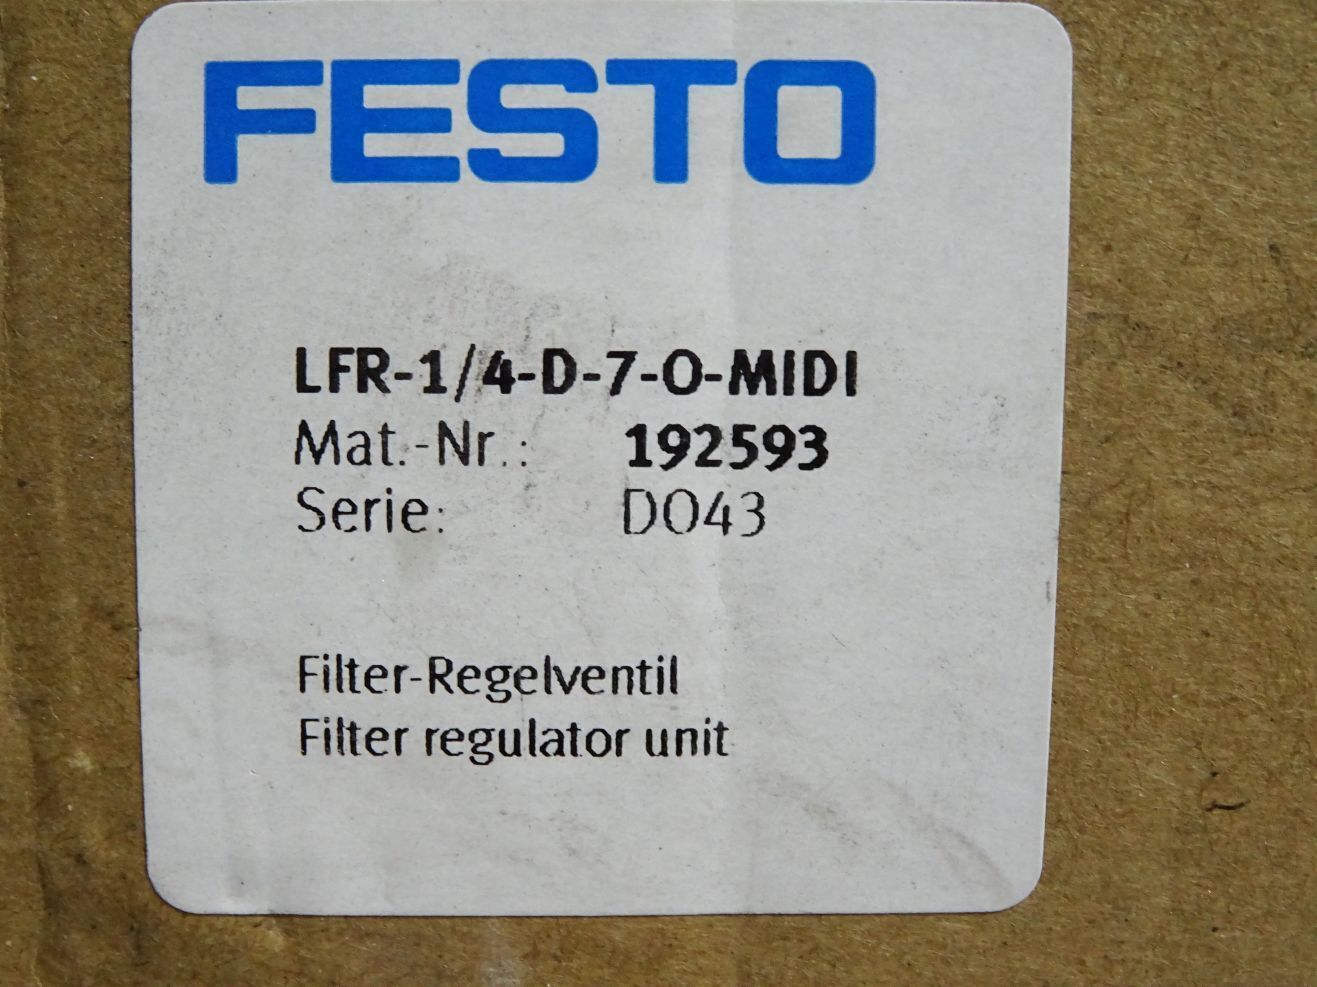 FESTO
LFR-1/4-D-7-O-MIDI
Mat.-Nr.: 192593
Serie: D043
Filter-Regelventil
Filter regulator unit